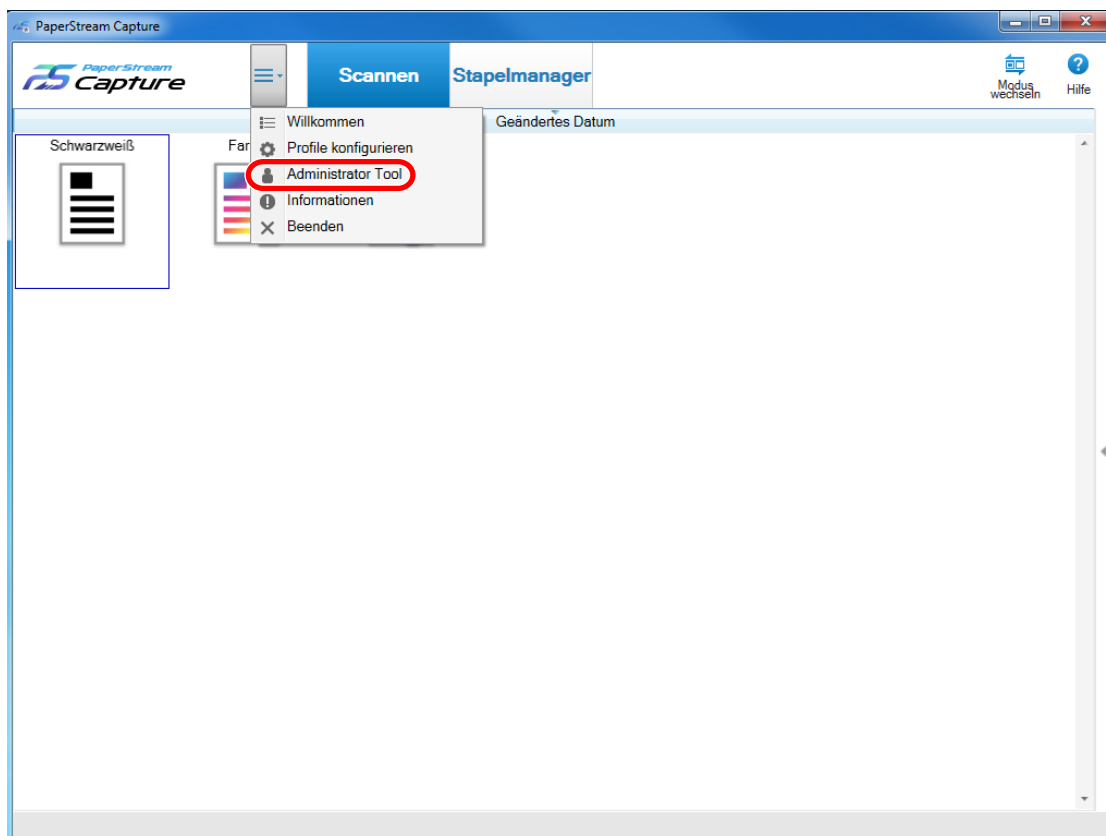 PaperStream Capture
PaperStream
Capture
Scannen
Stapelmanager
Modus
wechseln
Hilfe
Geändertes Datum
Willkommen
Profile konfigurieren
Administrator Tool
Informationen
Beenden
Schwarzweiß